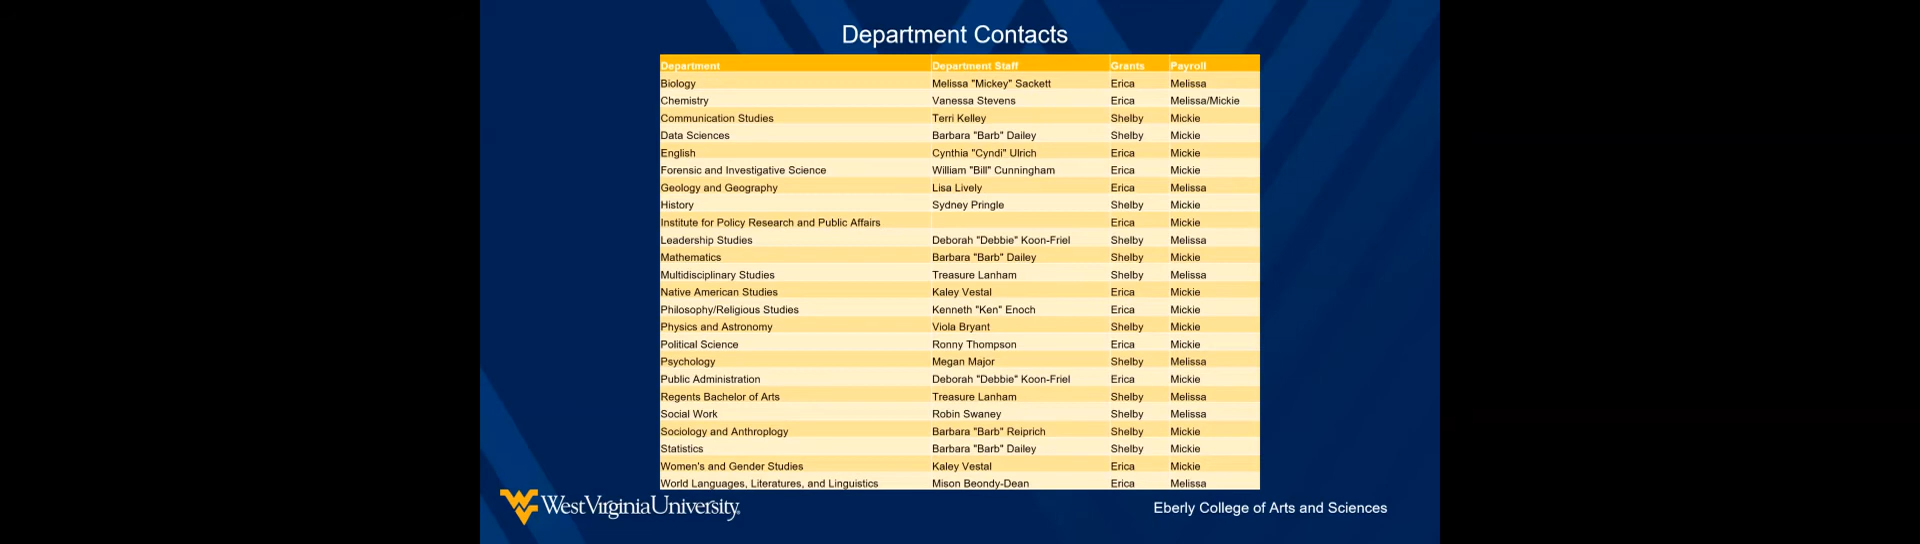 Department Contacts
Department Department Staff Grants Payroll
Biology Melissa "Mickey" Sackett Erica Melissa
Chemistry Vanessa Stevens Erica Melissa/Mickie
Communication Studies Terri Kelley Shelby Mickie
Data Sciences Barbara "Barb" Dailey Shelby Mickie
English Cynthia "Cyndi" Ulrich Erica Mickie
Forensic and Investigative Science William "Bill" Cunningham Erica Mickie
Geology and Geography Lisa Lively Erica Melissa
History Sydney Pringle Shelby Mickie
Institute for Policy Research and Public Affairs Erica Mickie
Leadership Studies Deborah "Debbie" Koon-Friel Shelby Melissa
Mathematics Barbara "Barb" Dailey Shelby Mickie
Multidisciplinary Studies Treasure Lanham Shelby Melissa
Native American Studies Kaley Vestal Erica Mickie
Philosophy/Religious Studies Kenneth "Ken" Enoch Erica Mickie
Physics and Astronomy Viola Bryant Shelby Mickie
Political Science Ronny Thompson Erica Mickie
Psychology Megan Major Shelby Melissa
Public Administration Deborah "Debbie" Koon-Friel Erica Mickie
Regents Bachelor of Arts Treasure Lanham Shelby Melissa
Social Work Robin Swaney Shelby Melissa
Sociology and Anthroplogy Barbara "Barb" Reiprich Shelby Mickie
Statistics Barbara "Barb" Dailey Shelby Mickie
Women's and Gender Studies Kaley Vestal Erica Mickie
World Languages, Literatures, and Linguistics Mison Beondy-Dean Erica Melissa
WestVirginiaUniversity.
Eberly College of Arts and Sciences